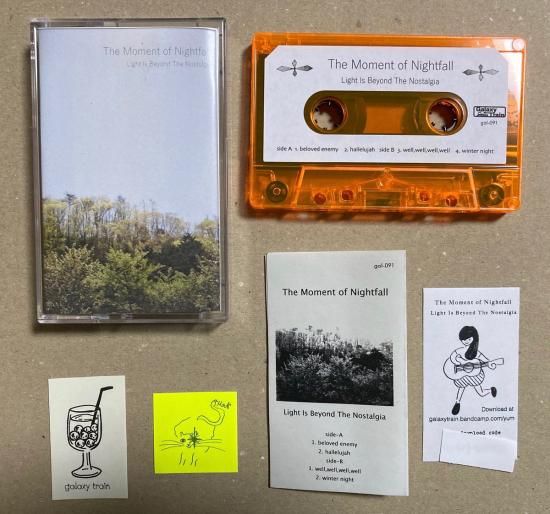 The Moment of Nightfall
Light Is Beyond The Nostalgia
The Moment of Nightfall
Light Is Beyond The Nostalgia
Galaxy
Train
gol-091
side A 1. beloved enemy 2. hallelujah side B 3. well,well,well,well 4. winter night
gol-091
The Moment of Nightfall
Light Is Beyond The Nostalgia
side-A
1. beloved enemy
2. hallelujah
side-B
1. well,well,well,well
2. winter night
The Moment of Nightfall
Light Is Beyond The Nostalgia
Download at
galaxytrain.bandcamp.com/yum
download code
galaxy train